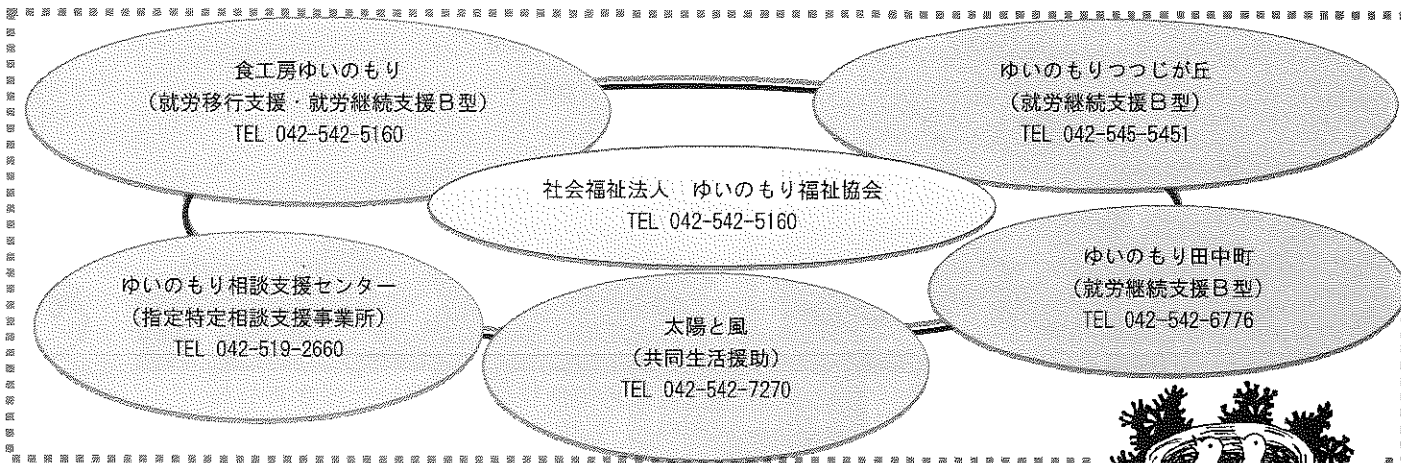 食工房ゆいのもり
（就労移行支援・就労継続支援Ｂ型）
TEL 042-542-5160
ゆいのもりつつじが丘
（就労継続支援Ｂ型）
TEL 042-545-5451
社会福祉法人　ゆいのもり福祉協会
TEL 042-542-5160
ゆいのもり相談支援センター
（指定特定相談支援事業所）
TEL 042-519-2660
太陽と風
（共同生活援助）
TEL 042-542-7270
ゆいのもり田中町
（就労継続支援Ｂ型）
TEL 042-542-6776